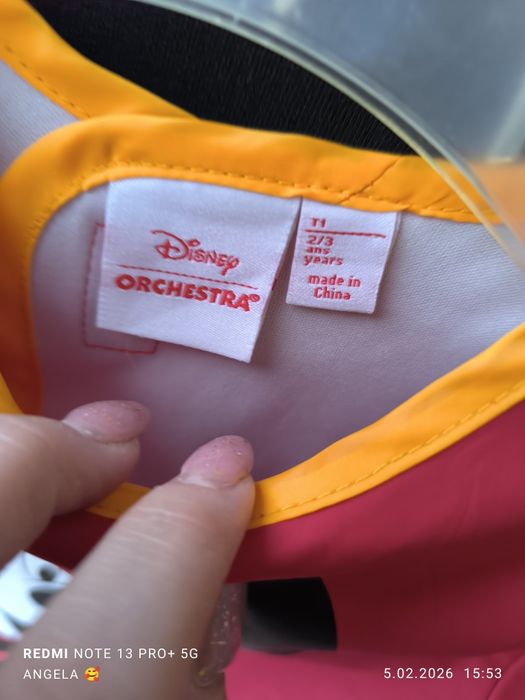 Disney
ORCHESTRA®
T1
2/3
ans
years
made in
China
REDMI NOTE 13 PRO+ 5G
ANGELA 🥰
5.02.2026 15:53